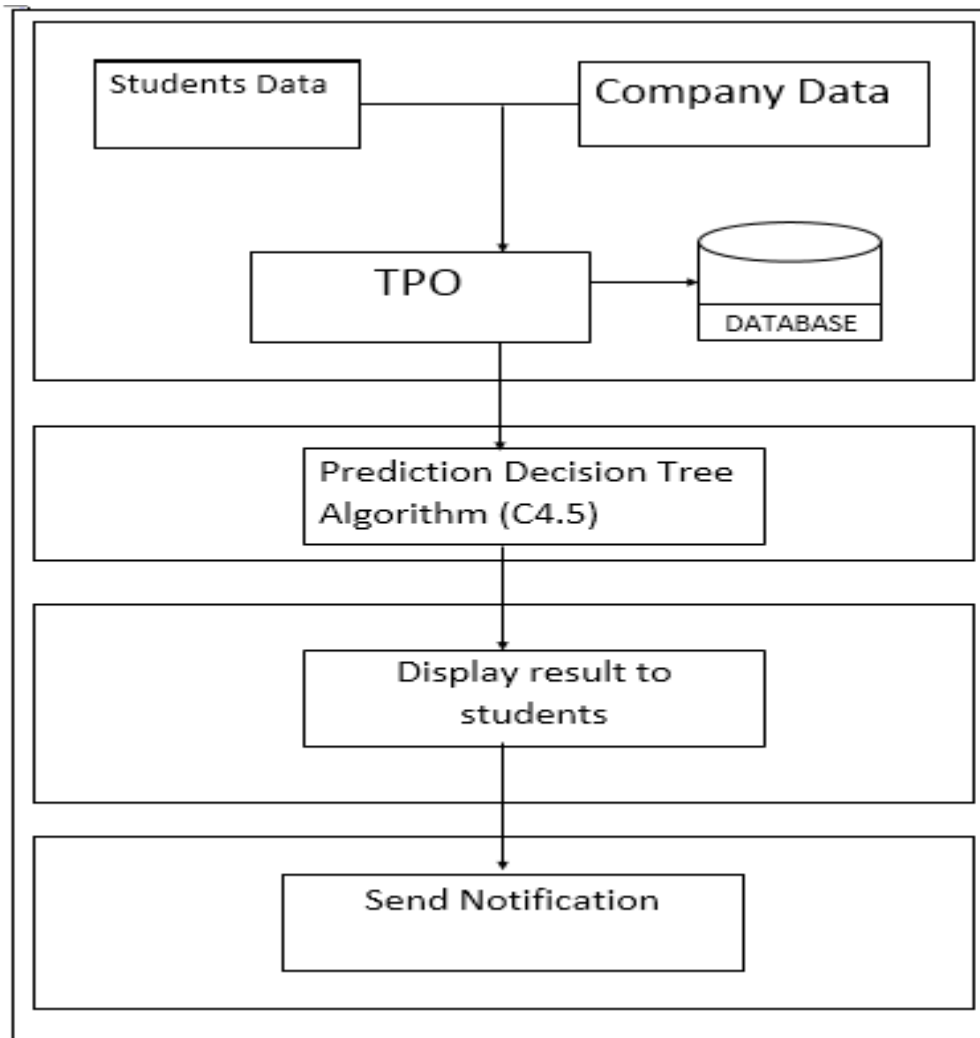 Students Data
Company Data
TPO
DATABASE
Prediction Decision Tree
Algorithm (C4.5)
Display result to
students
Send Notification